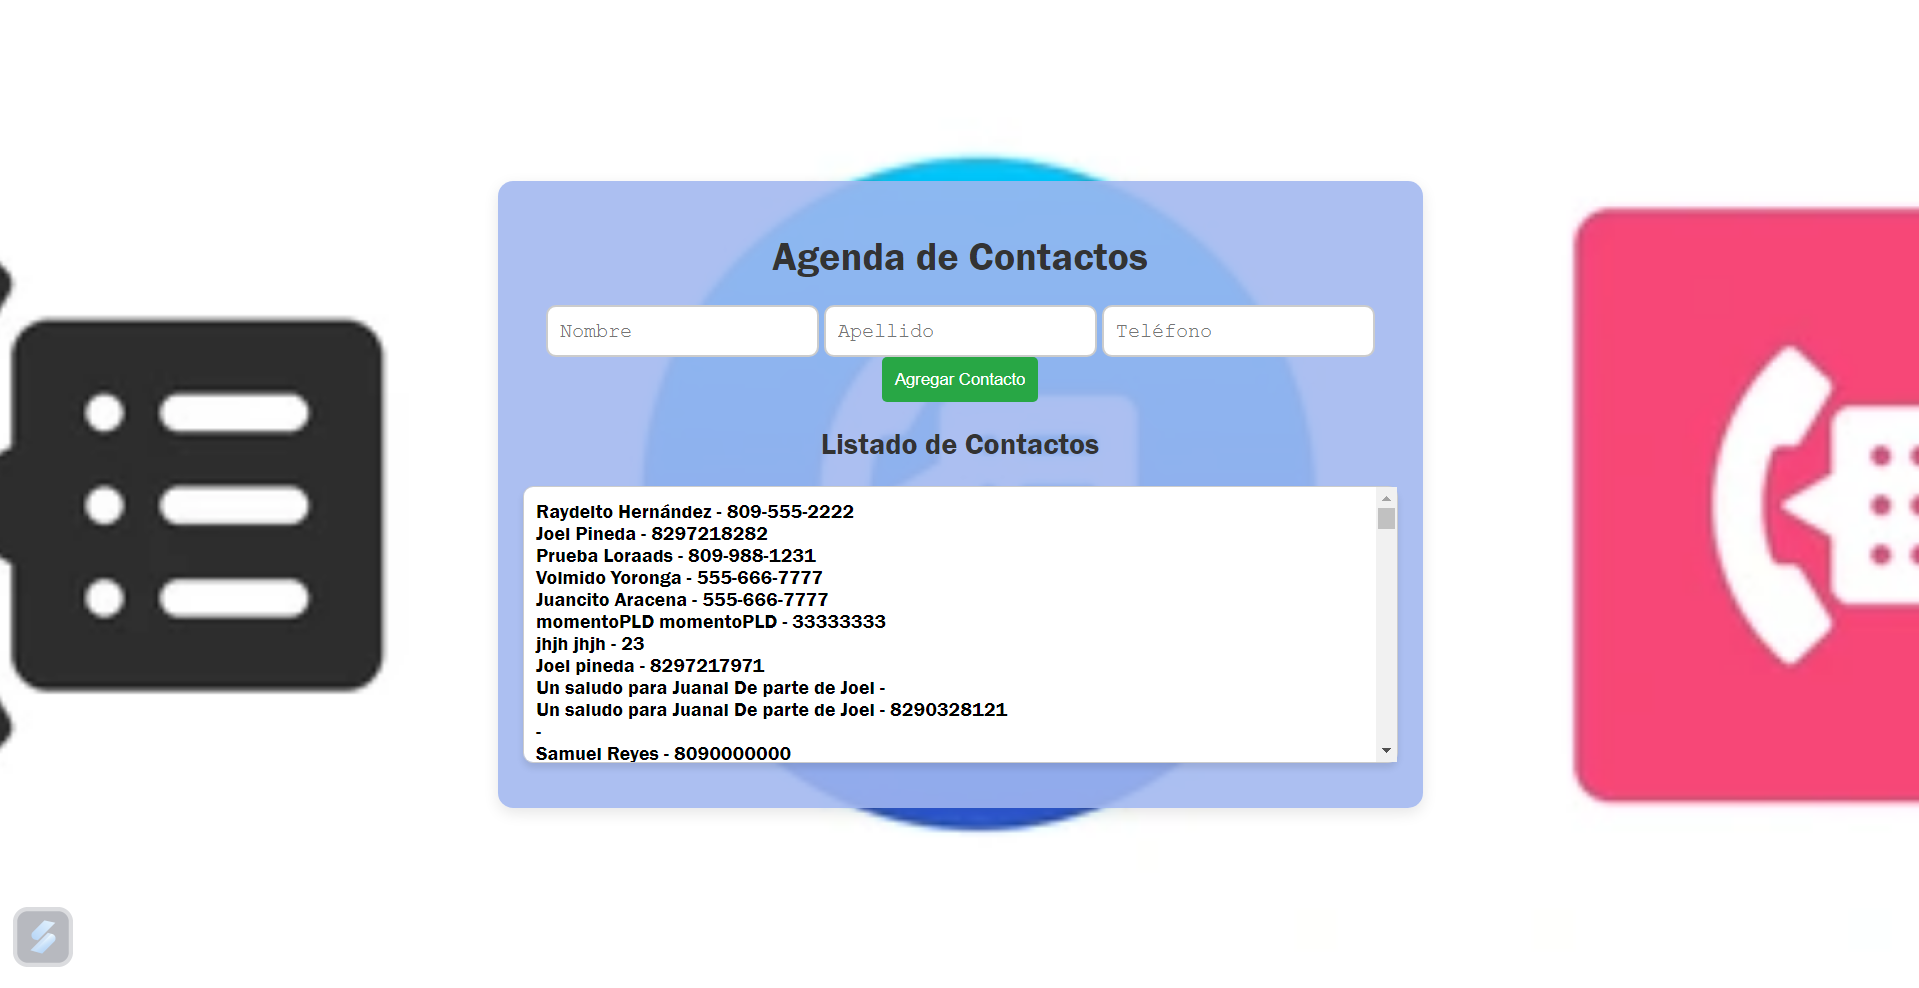 Agenda de Contactos
Nombre Apellido Teléfono
Agregar Contacto
Listado de Contactos
Raydelto Hernández - 809-555-2222
Joel Pineda - 8297218282
Prueba Loraads - 809-988-1231
Volmido Yoronga - 555-666-7777
Juancito Aracena - 555-666-7777
momentoPLD momentoPLD - 33333333
jhjh jhjh - 23
Joel pineda - 8297217971
Un saludo para Juanal De parte de Joel -
Un saludo para Juanal De parte de Joel - 8290328121
-
Samuel Reyes - 8090000000